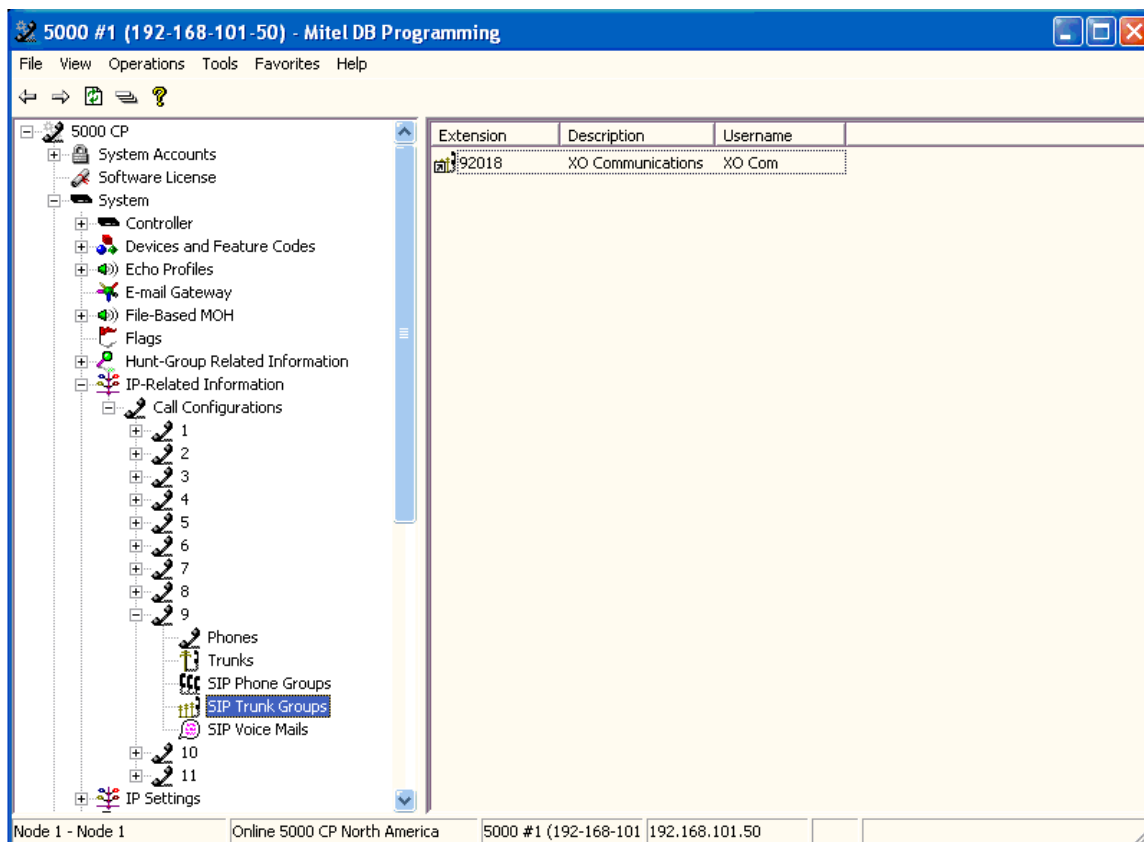 5000 #1 (192-168-101-50) - Mitel DB Programming
File View Operations Tools Favorites Help
5000 CP
System Accounts
Software License
System
Controller
Devices and Feature Codes
Echo Profiles
E-mail Gateway
File-Based MOH
Flags
Hunt-Group Related Information
IP-Related Information
Call Configurations
1
2
3
4
5
6
7
8
9
Phones
Trunks
SIP Phone Groups
SIP Trunk Groups
SIP Voice Mails
10
11
IP Settings
Extension Description Username
92018 XO Communications XO Com
Node 1 - Node 1 Online 5000 CP North America 5000 #1 (192-168-101 192.168.101.50